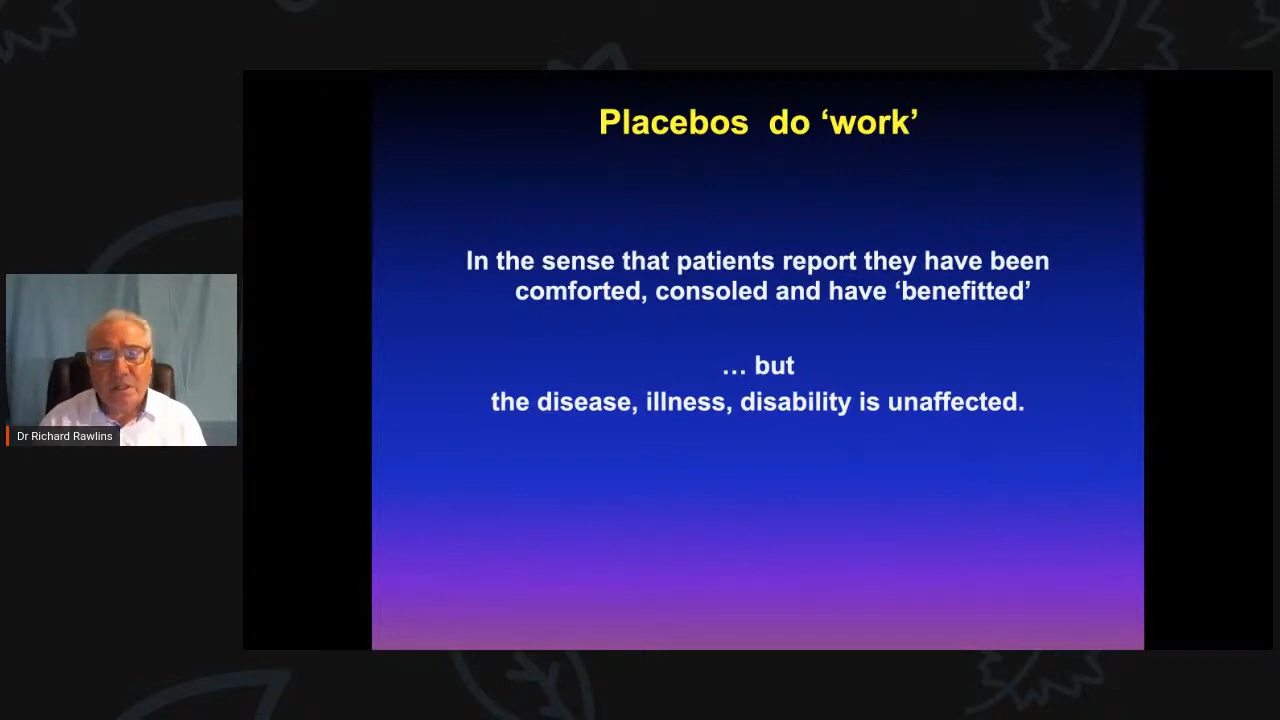 Placebos do ‘work’
In the sense that patients report they have been
comforted, consoled and have ‘benefitted’
… but
the disease, illness, disability is unaffected.
Dr Richard Rawlins